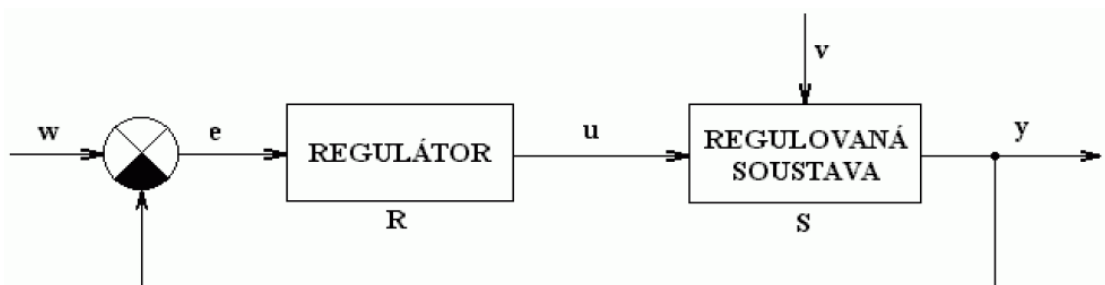 w
e
REGULÁTOR
R
u
v
REGULOVANÁ
SOUSTAVA
S
y